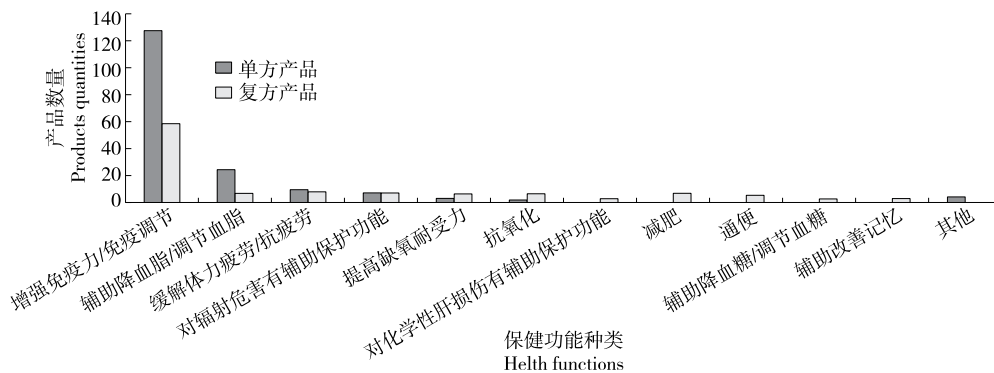 140
120
100
80
60
40
20
0
产品数量
Products quantities
单方产品
复方产品
增强免疫力/免疫调节
辅助降血脂/调节血脂
缓解体力疲劳/抗疲劳
对辐射危害有辅助保护功能
提高缺氧耐受力
抗氧化
对化学性肝损伤有辅助保护功能
减肥
通便
辅助降血糖/调节血糖
辅助改善记忆
其他
保健功能种类
Helth functions